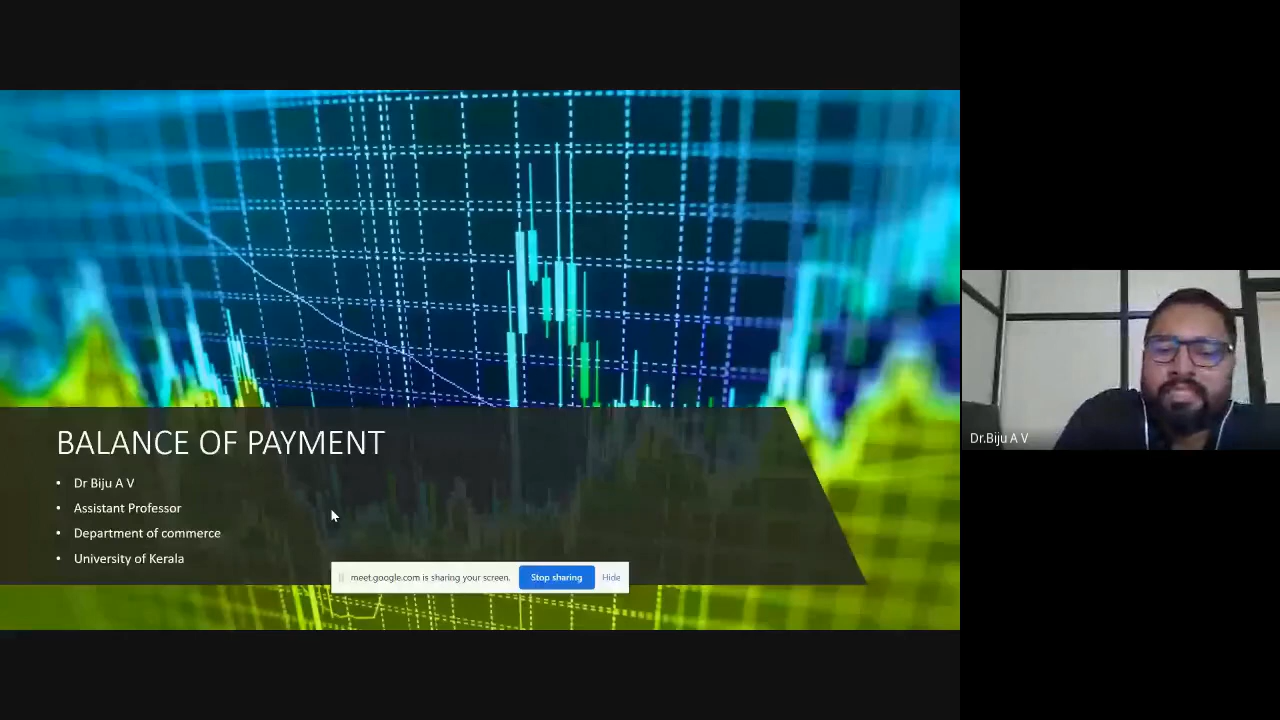 BALANCE OF PAYMENT
• Dr Biju A V
• Assistant Professor
• Department of commerce
• University of Kerala
meet.google.com is sharing your screen. Stop sharing Hide
Dr.Biju A V